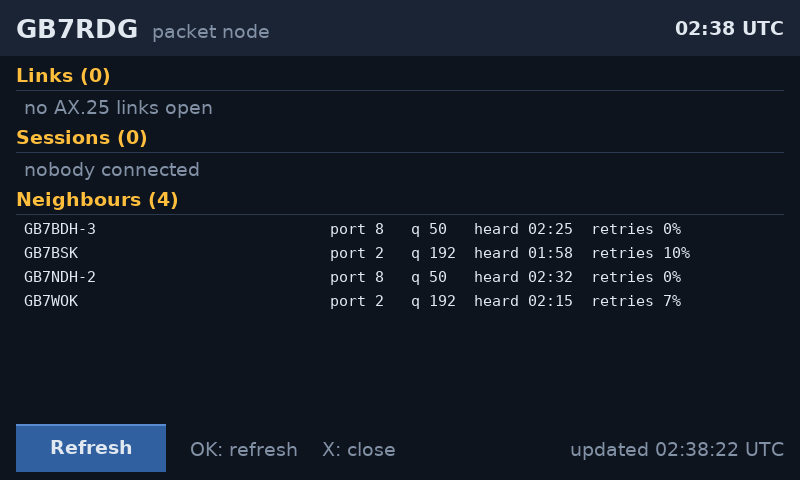 GB7RDG packet node 02:38 UTC
Links (0)
no AX.25 links open
Sessions (0)
nobody connected
Neighbours (4)
GB7BDH-3 port 8 q 50 heard 02:25 retries 0%
GB7BSK port 2 q 192 heard 01:58 retries 10%
GB7NDH-2 port 8 q 50 heard 02:32 retries 0%
GB7WOK port 2 q 192 heard 02:15 retries 7%
Refresh OK: refresh X: close updated 02:38:22 UTC